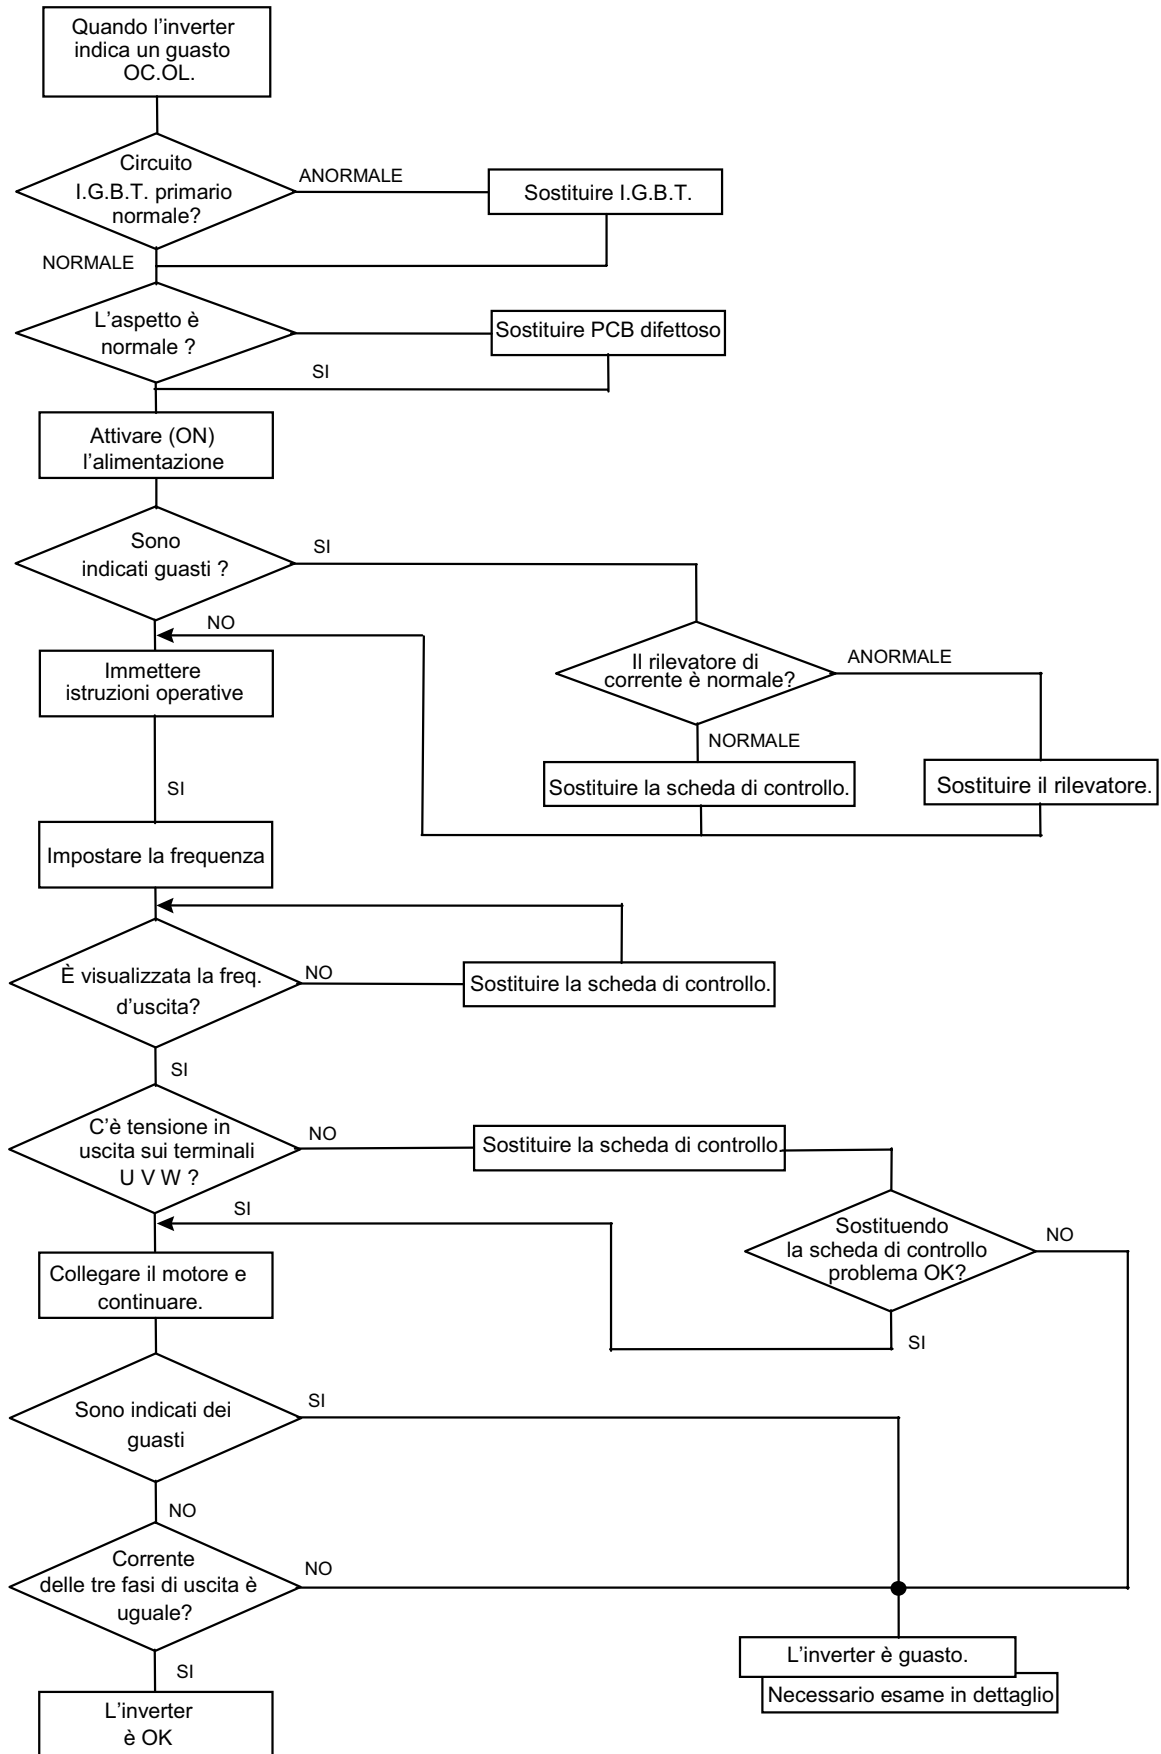 Quando l'inverter
indica un guasto
OC.OL.
Circuito
I.G.B.T. primario
normale?
ANORMALE
Sostituire I.G.B.T.
NORMALE
L'aspetto è
normale ?
Sostituire PCB difettoso
SI
Attivare (ON)
l'alimentazione
Sono
indicati guasti ?
SI
NO
Immettere
istruzioni operative
Il rilevatore di
corrente è normale?
ANORMALE
NORMALE
Sostituire la scheda di controllo.
Sostituire il rilevatore.
SI
Impostare la frequenza
È visualizzata la freq.
d'uscita?
NO
Sostituire la scheda di controllo.
SI
C'è tensione in
uscita sui terminali
U V W ?
NO
Sostituire la scheda di controllo.
SI
Sostituendo
la scheda di controllo
problema OK?
NO
SI
Collegare il motore e
continuare.
Sono indicati dei
guasti
SI
NO
Corrente
delle tre fasi di uscita è
uguale?
NO
L'inverter è guasto.
Necessario esame in dettaglio
SI
L'inverter
è OK